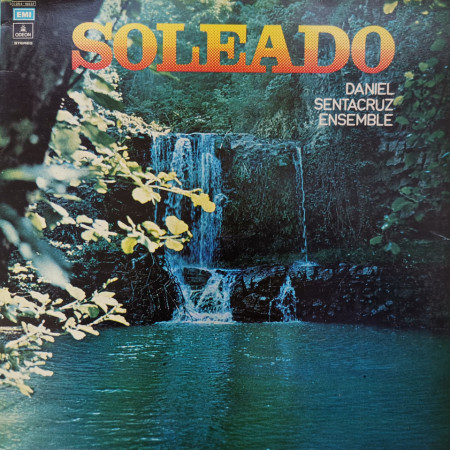 EMI
ODEON
STEREO
SOLEADO
DANIEL
SENTACRUZ
ENSEMBLE